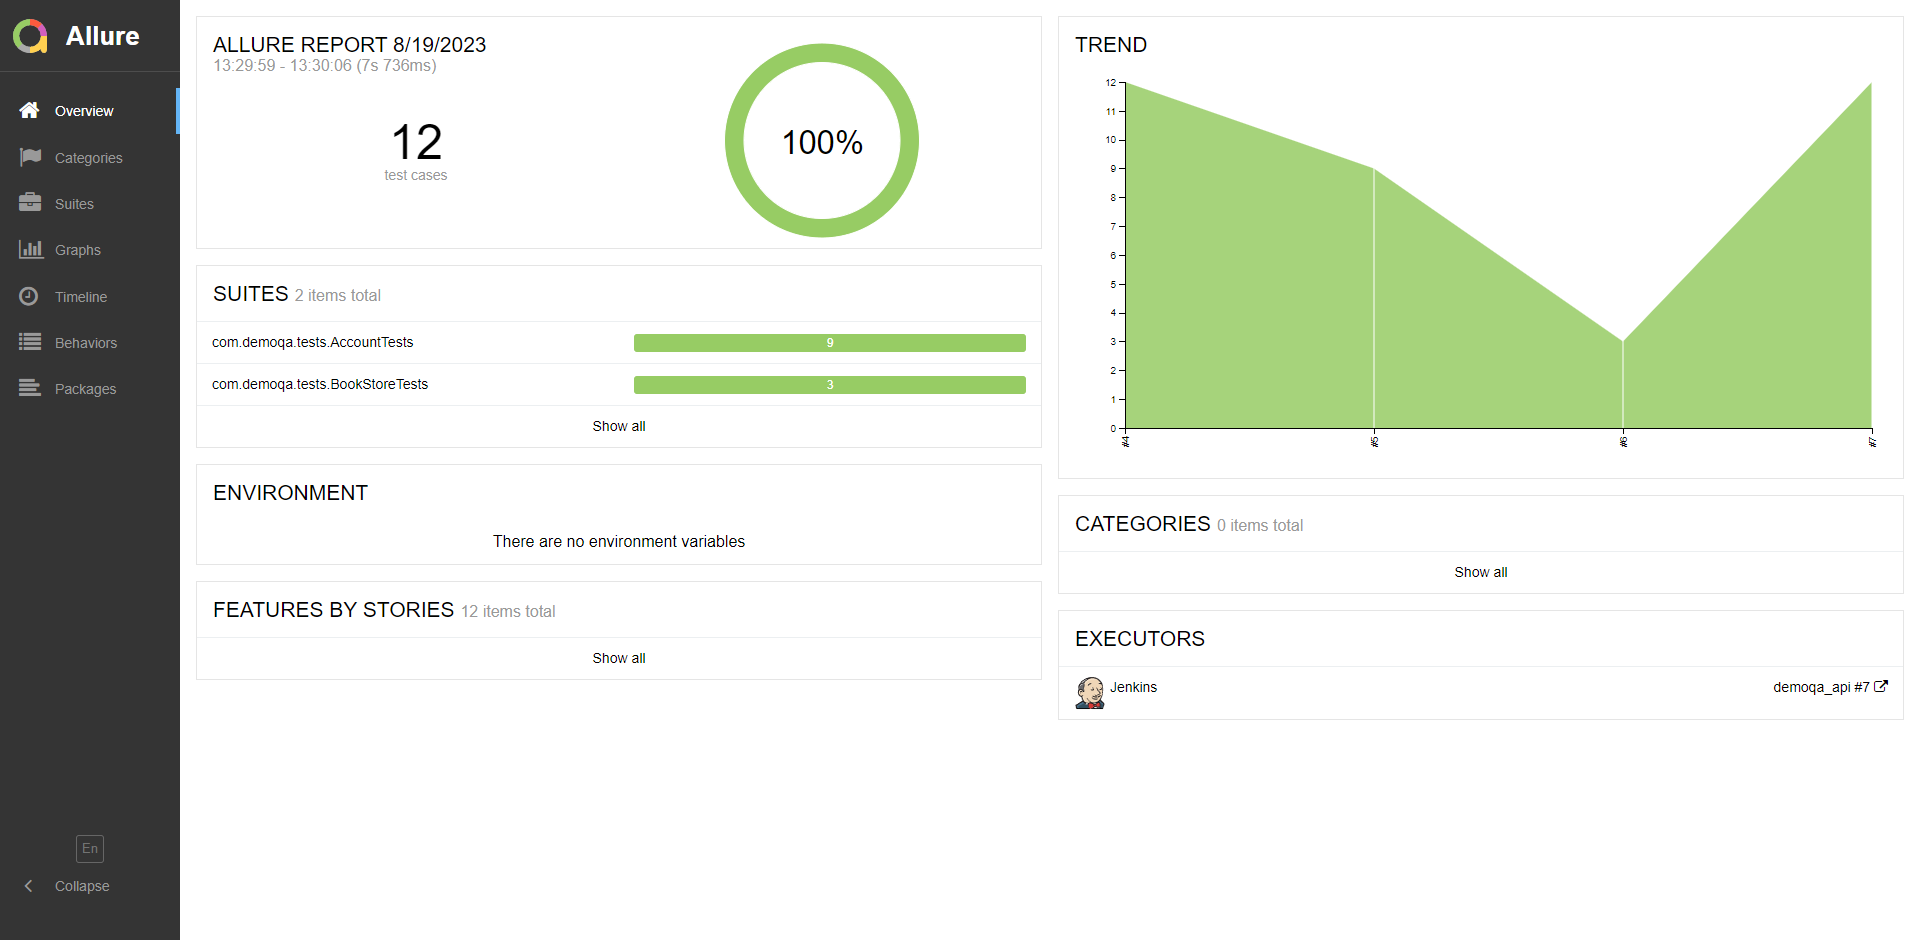 Allure
Overview
Categories
Suites
Graphs
Timeline
Behaviors
Packages
En
Collapse
ALLURE REPORT 8/19/2023
13:29:59 - 13:30:06 (7s 736ms)
12
test cases
100%
SUITES 2 items total
com.demoqa.tests.AccountTests 9
com.demoqa.tests.BookStoreTests 3
Show all
ENVIRONMENT
There are no environment variables
FEATURES BY STORIES 12 items total
Show all
TREND
12
11
10
9
8
7
6
5
4
3
2
1
0
#4 #5 #6 #7
CATEGORIES 0 items total
Show all
EXECUTORS
Jenkins demoqa_api #7